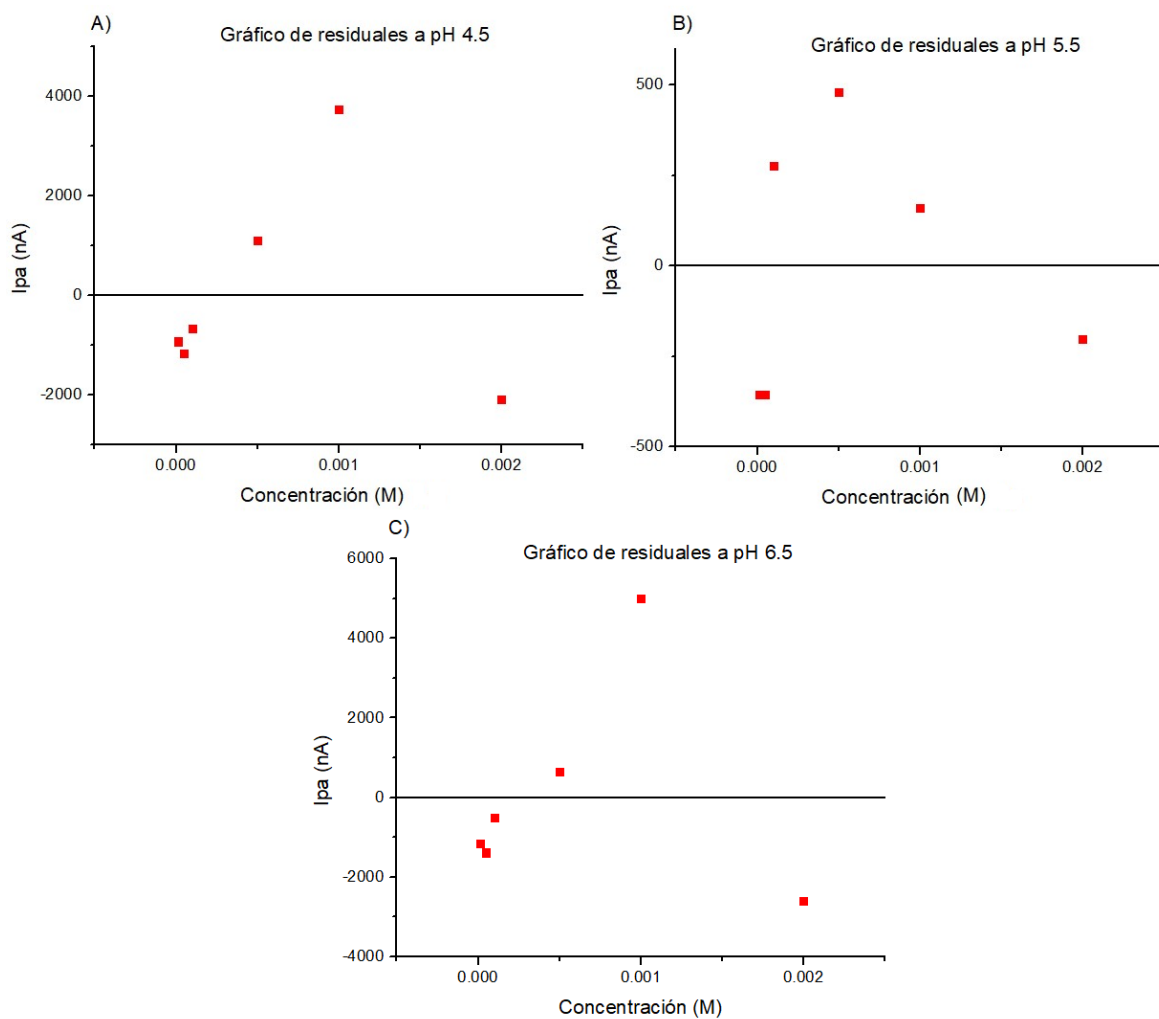 A)
Gráfico de residuales a pH 4.5
4000
2000
0
-2000
Ipa (nA)
0.000 0.001 0.002
Concentración (M)
B)
Gráfico de residuales a pH 5.5
500
0
-500
Ipa (nA)
0.000 0.001 0.002
Concentración (M)
C)
Gráfico de residuales a pH 6.5
6000
4000
2000
0
-2000
-4000
Ipa (nA)
0.000 0.001 0.002
Concentración (M)